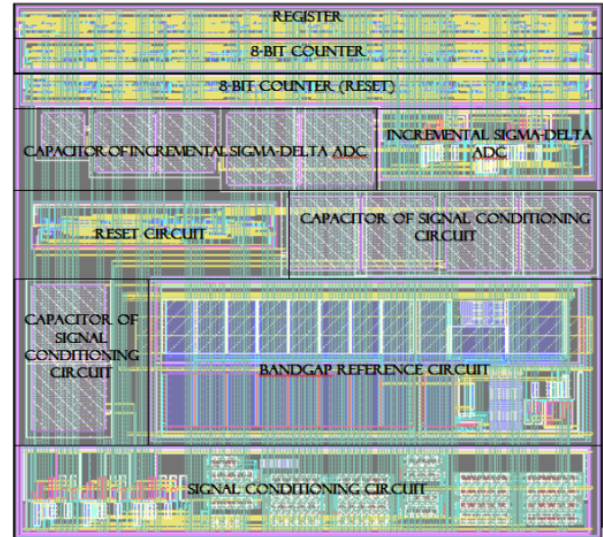 REGISTER
8-BIT COUNTER
8-BIT COUNTER (RESET)
CAPACITOR OF INCREMENTAL SIGMA-DELTA ADC
INCREMENTAL SIGMA-DELTA
ADC
RESET CIRCUIT
CAPACITOR OF SIGNAL CONDITIONING
CIRCUIT
CAPACITOR OF
SIGNAL
CONDITIONING
CIRCUIT
BANDGAP REFERENCE CIRCUIT
SIGNAL CONDITIONING CIRCUIT